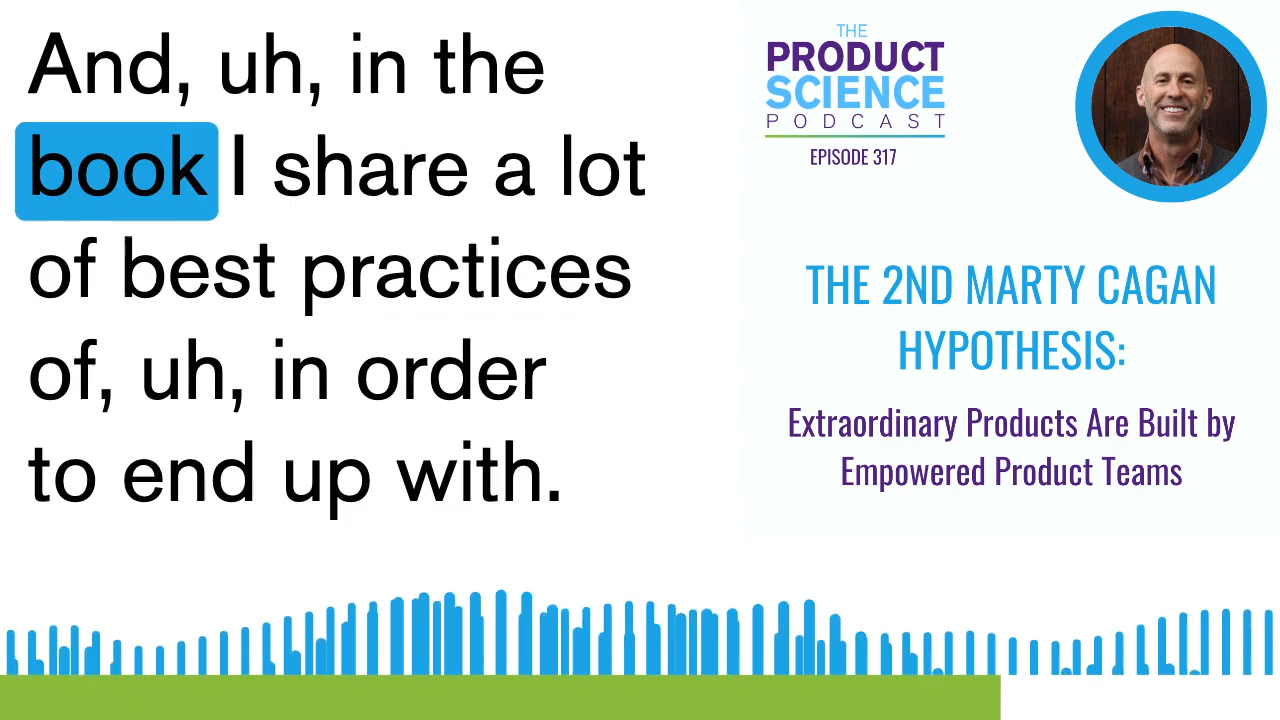 And, uh, in the
book I share a lot
of best practices
of, uh, in order
to end up with.
THE
PRODUCT
SCIENCE
PODCAST
EPISODE 317
THE 2ND MARTY CAGAN
HYPOTHESIS:
Extraordinary Products Are Built by
Empowered Product Teams